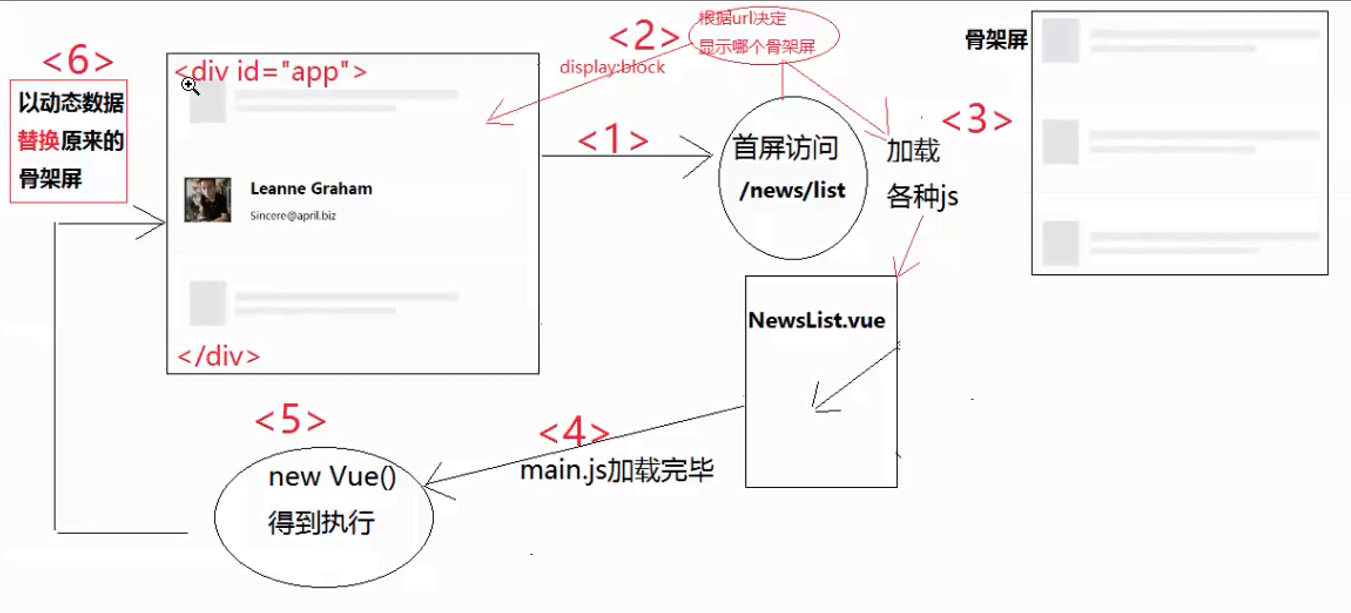 <6>
以动态数据
替换原来的
骨架屏
<div id="app">
Leanne Graham
Sincere@april.biz
</div>
<1>
<2>
display:block
根据url决定
显示哪个骨架屏
首屏访问
/news/list
<3>
加载
各种js
骨架屏
NewsList.vue
<4>
main.js加载完毕
<5>
new Vue()
得到执行